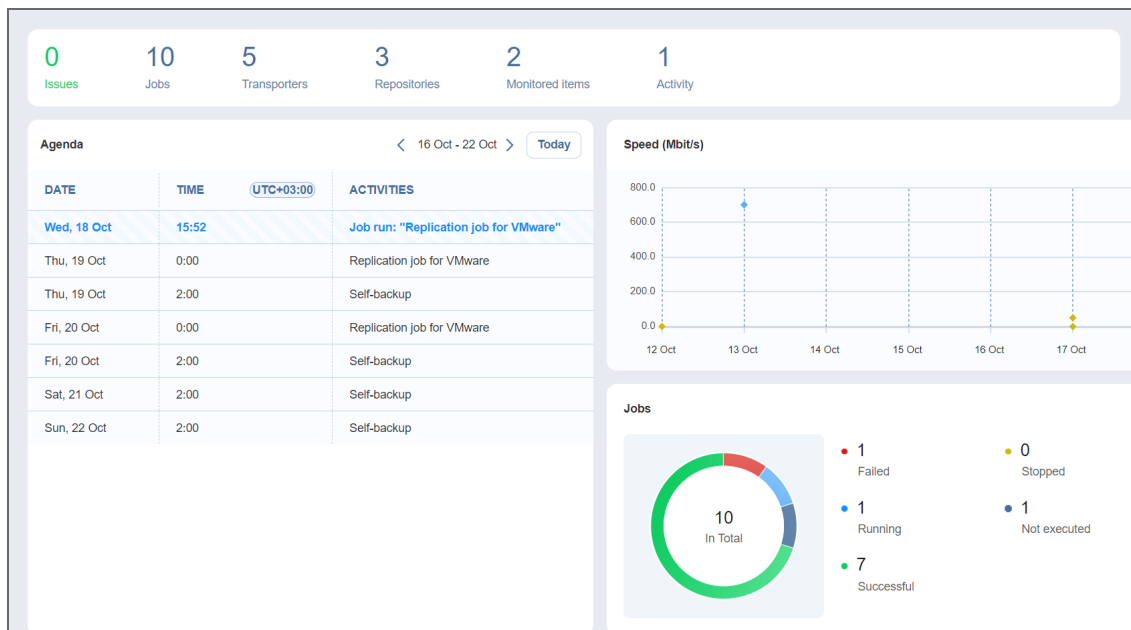 0 10 5 3 2 1
Issues Jobs Transporters Repositories Monitored items Activity
Agenda 16 Oct - 22 Oct Today
DATE TIME UTC+03:00 ACTIVITIES
Wed, 18 Oct 15:52 Job run: "Replication job for VMware"
Thu, 19 Oct 0:00 Replication job for VMware
Thu, 19 Oct 2:00 Self-backup
Fri, 20 Oct 0:00 Replication job for VMware
Fri, 20 Oct 2:00 Self-backup
Sat, 21 Oct 2:00 Self-backup
Sun, 22 Oct 2:00 Self-backup
Speed (Mbit/s)
800.0
600.0
400.0
200.0
0.0
12 Oct 13 Oct 14 Oct 15 Oct 16 Oct 17 Oct
Jobs
10
In Total
1 0
Failed Stopped
1 1
Running Not executed
7
Successful